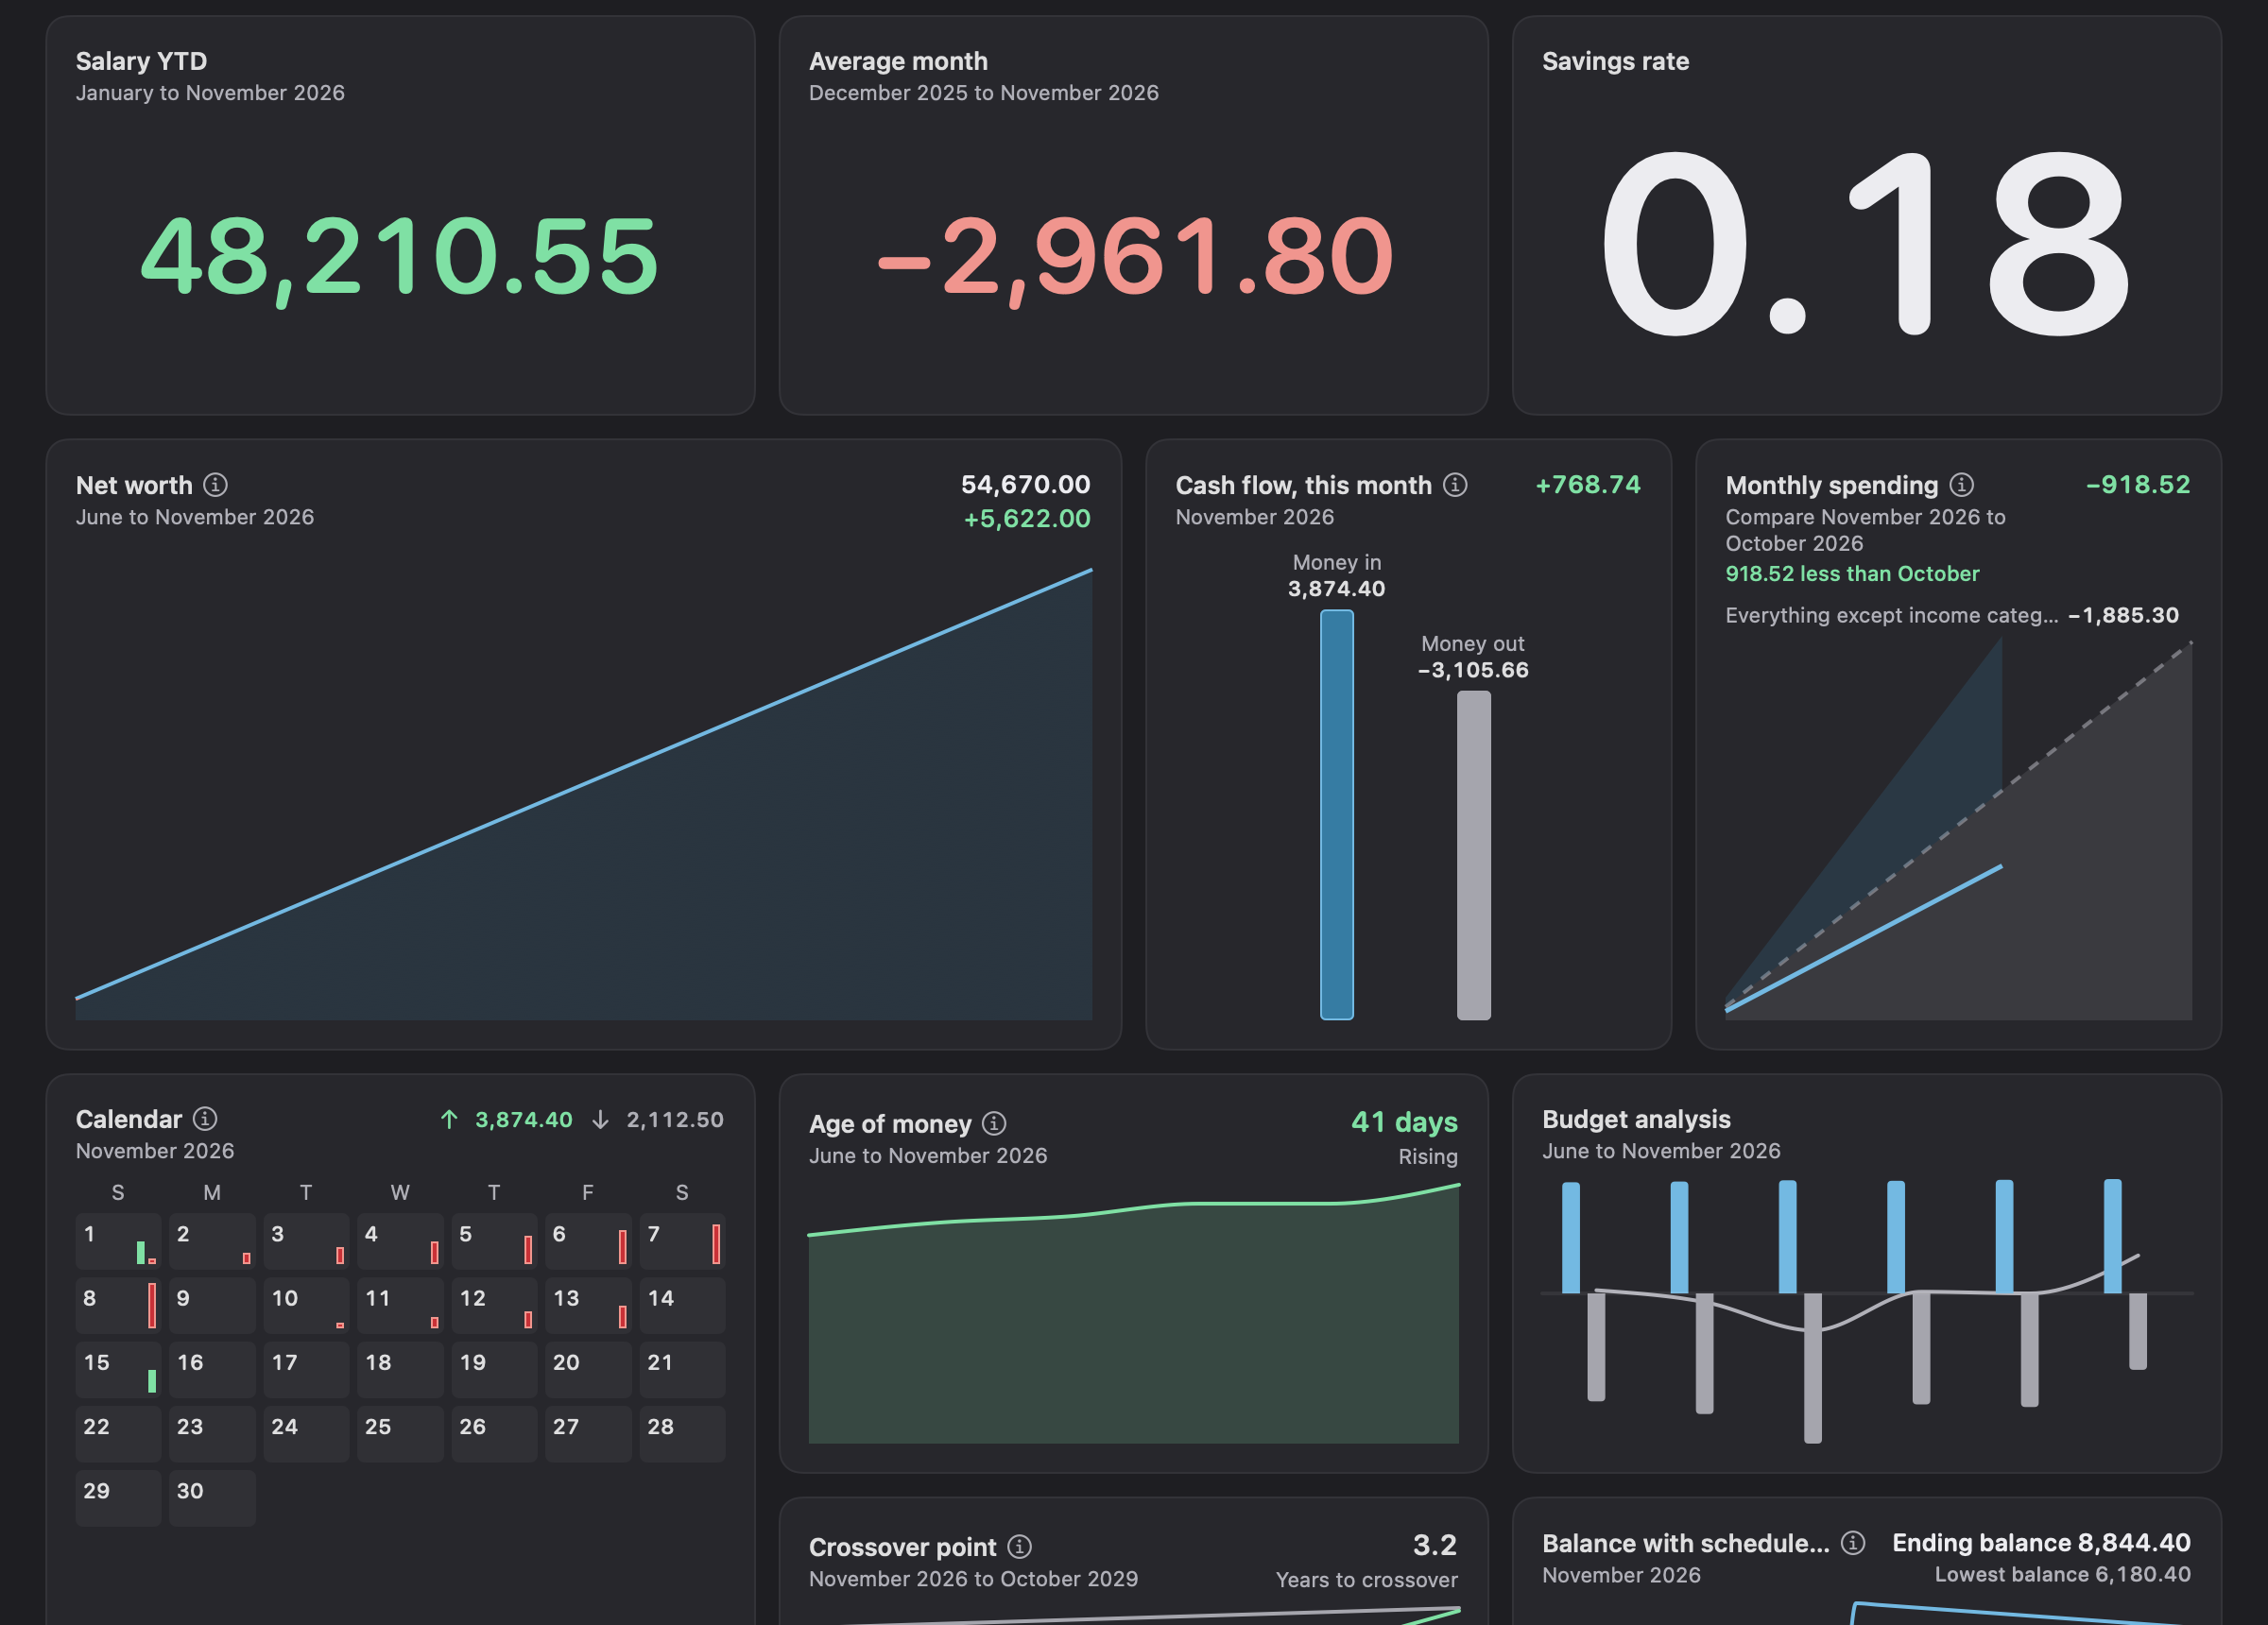 Salary YTD
January to November 2026
48,210.55
Average month
December 2025 to November 2026
−2,961.80
Savings rate
0.18
Net worth
June to November 2026
54,670.00
+5,622.00
Cash flow, this month
November 2026
+768.74
Money in
3,874.40
Money out
−3,105.66
Monthly spending
−918.52
Compare November 2026 to
October 2026
918.52 less than October
Everything except income categ... −1,885.30
Calendar
November 2026
↑ 3,874.40 ↓ 2,112.50
S M T W T F S
1 2 3 4 5 6 7
8 9 10 11 12 13 14
15 16 17 18 19 20 21
22 23 24 25 26 27 28
29 30
Age of money
June to November 2026
41 days
Rising
Budget analysis
June to November 2026
Crossover point
November 2026 to October 2029
3.2
Years to crossover
Balance with schedule...
November 2026
Ending balance 8,844.40
Lowest balance 6,180.40